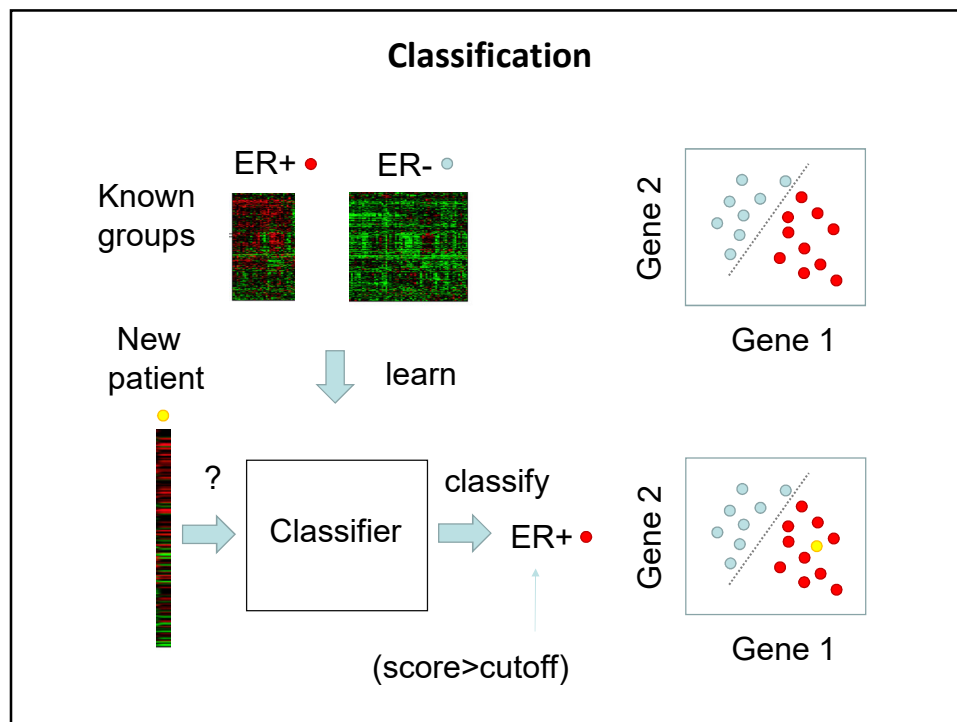 Classification
ER+
ER-
Known
groups
Gene 2
Gene 1
New
patient
learn
?
Classifier
classify
ER+
(score>cutoff)
Gene 2
Gene 1